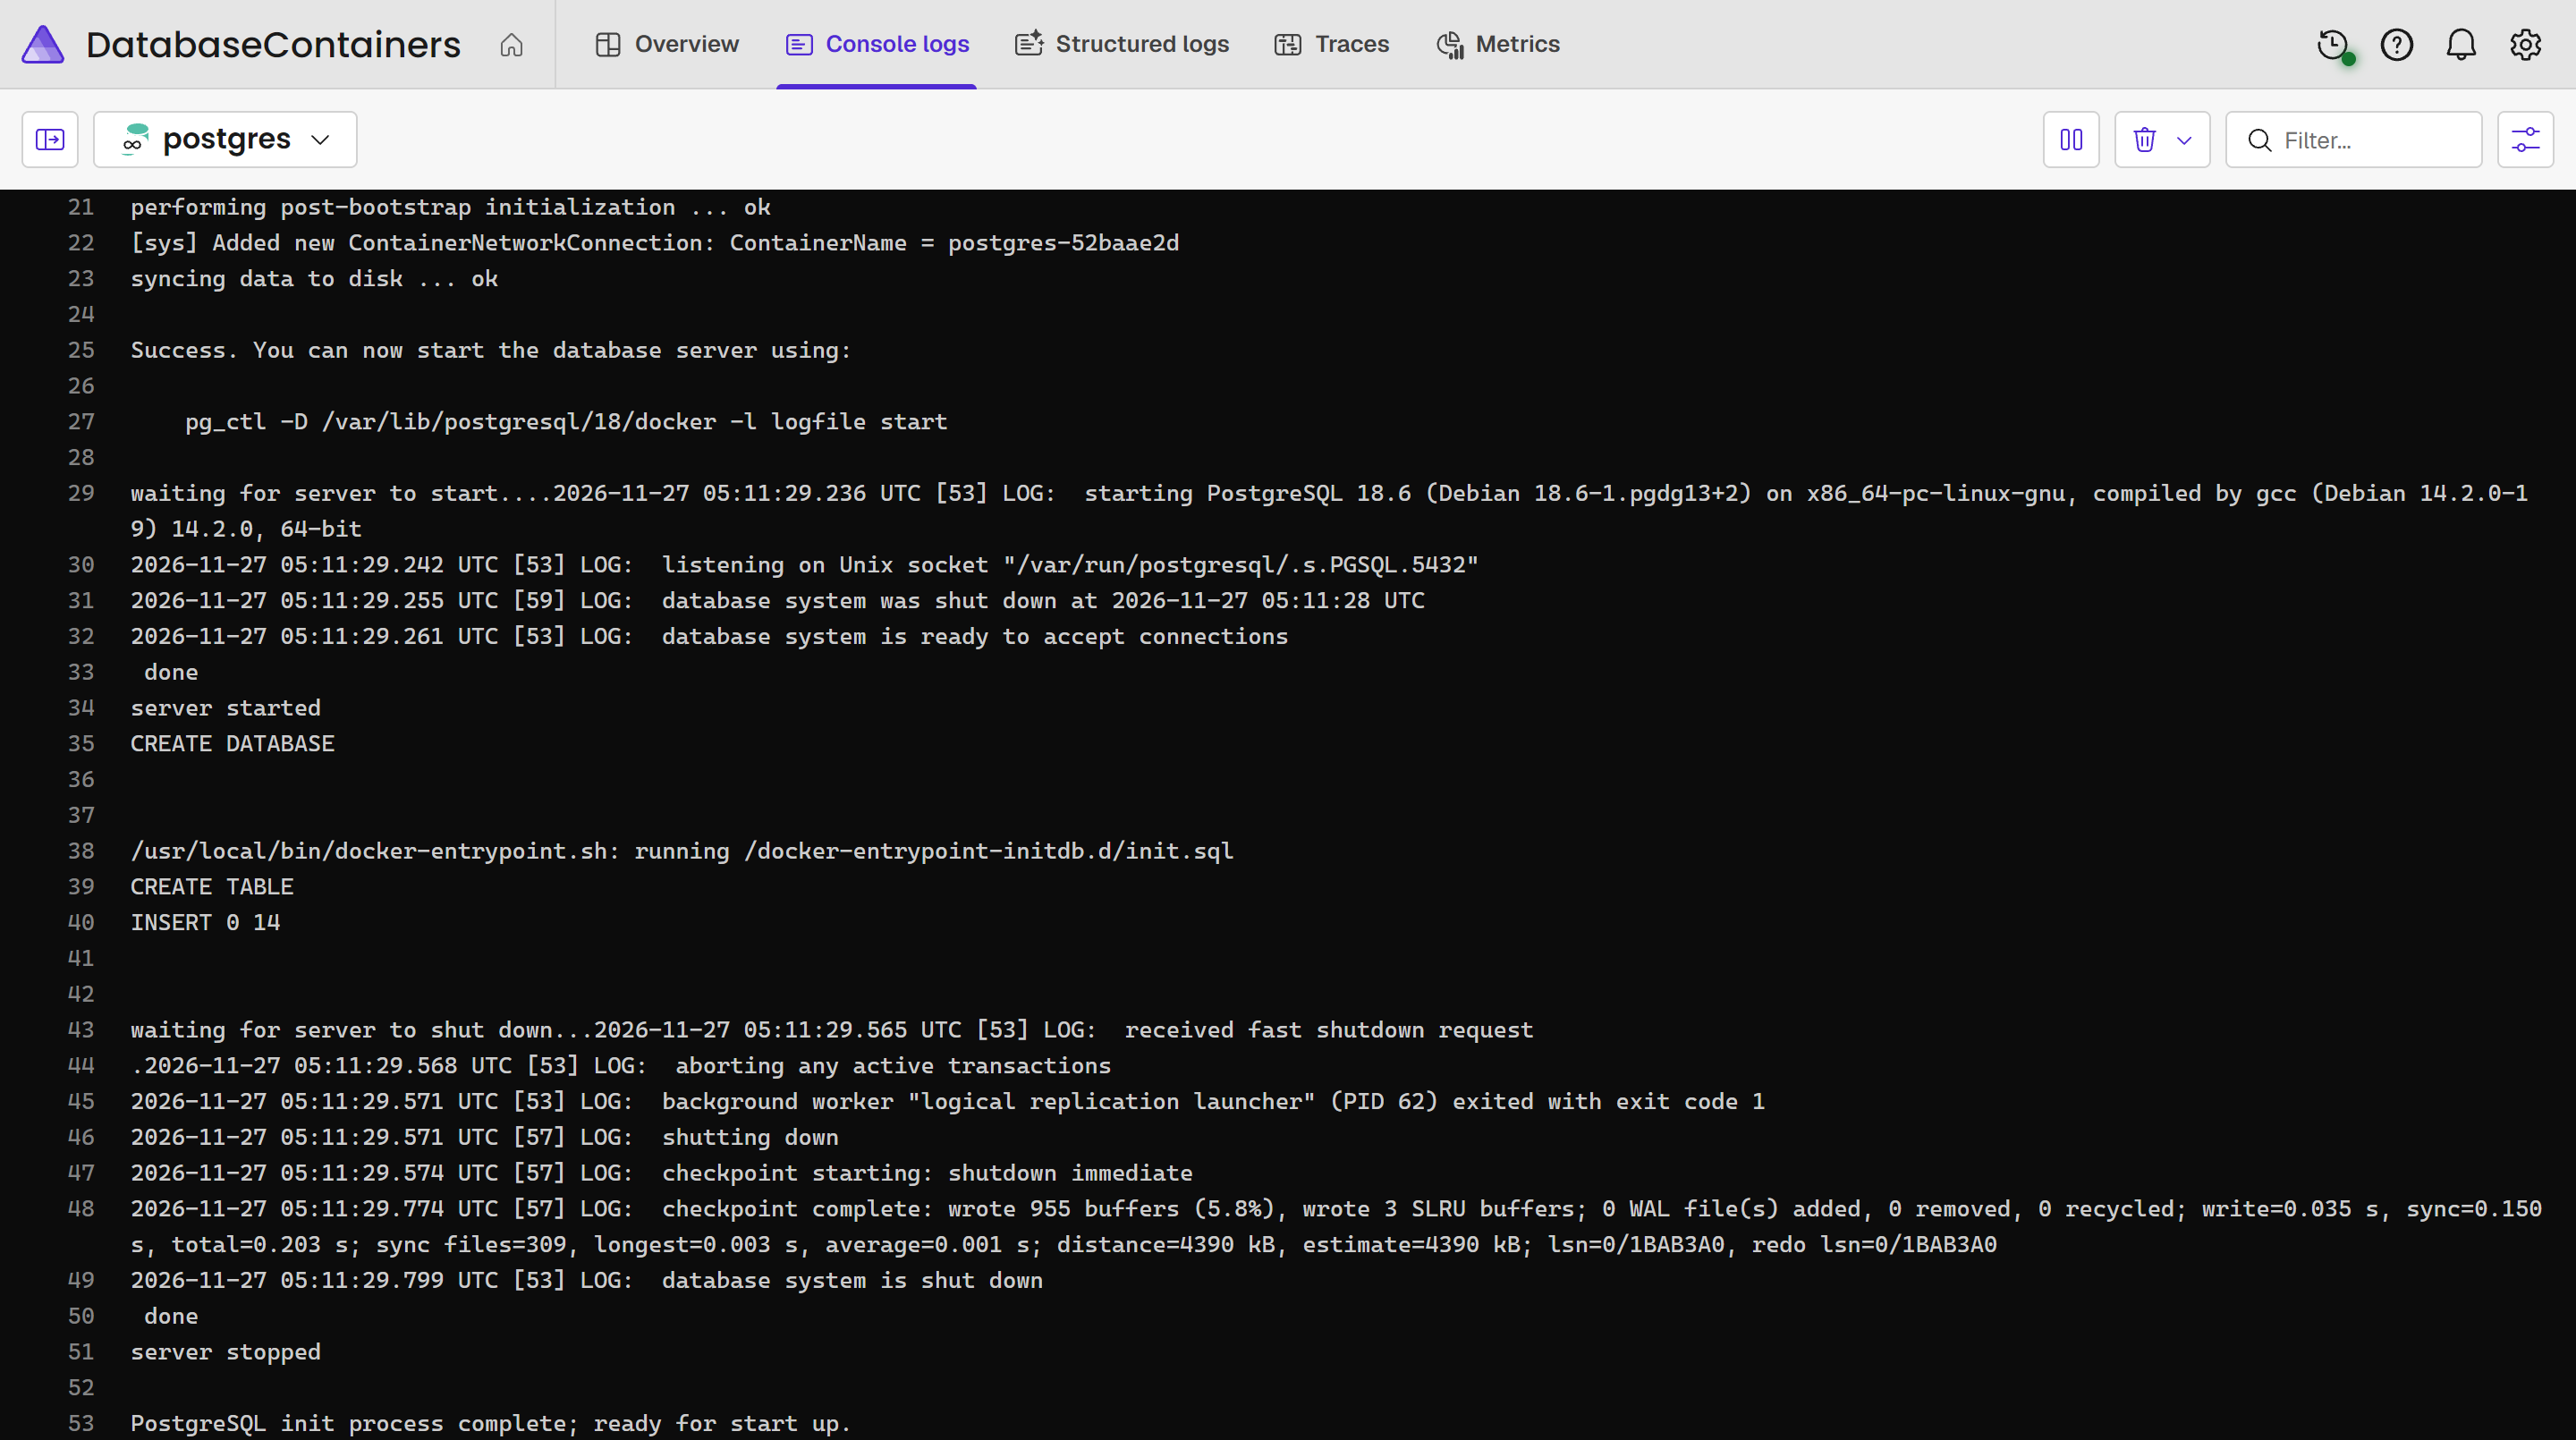 DatabaseContainers
Overview
Console logs
Structured logs
Traces
Metrics
postgres
Filter...
21 performing post-bootstrap initialization ... ok
22 [sys] Added new ContainerNetworkConnection: ContainerName = postgres-52baae2d
23 syncing data to disk ... ok
24
25 Success. You can now start the database server using:
26
27     pg_ctl -D /var/lib/postgresql/18/docker -l logfile start
28
29 waiting for server to start....2026-11-27 05:11:29.236 UTC [53] LOG:  starting PostgreSQL 18.6 (Debian 18.6-1.pgdg13+2) on x86_64-pc-linux-gnu, compiled by gcc (Debian 14.2.0-1
9) 14.2.0, 64-bit
30 2026-11-27 05:11:29.242 UTC [53] LOG:  listening on Unix socket "/var/run/postgresql/.s.PGSQL.5432"
31 2026-11-27 05:11:29.255 UTC [59] LOG:  database system was shut down at 2026-11-27 05:11:28 UTC
32 2026-11-27 05:11:29.261 UTC [53] LOG:  database system is ready to accept connections
33  done
34 server started
35 CREATE DATABASE
36
37
38 /usr/local/bin/docker-entrypoint.sh: running /docker-entrypoint-initdb.d/init.sql
39 CREATE TABLE
40 INSERT 0 14
41
42
43 waiting for server to shut down...2026-11-27 05:11:29.565 UTC [53] LOG:  received fast shutdown request
44 .2026-11-27 05:11:29.568 UTC [53] LOG:  aborting any active transactions
45 2026-11-27 05:11:29.571 UTC [53] LOG:  background worker "logical replication launcher" (PID 62) exited with exit code 1
46 2026-11-27 05:11:29.571 UTC [57] LOG:  shutting down
47 2026-11-27 05:11:29.574 UTC [57] LOG:  checkpoint starting: shutdown immediate
48 2026-11-27 05:11:29.774 UTC [57] LOG:  checkpoint complete: wrote 955 buffers (5.8%), wrote 3 SLRU buffers; 0 WAL file(s) added, 0 removed, 0 recycled; write=0.035 s, sync=0.150
s, total=0.203 s; sync files=309, longest=0.003 s, average=0.001 s; distance=4390 kB, estimate=4390 kB; lsn=0/1BAB3A0, redo lsn=0/1BAB3A0
49 2026-11-27 05:11:29.799 UTC [53] LOG:  database system is shut down
50  done
51 server stopped
52
53 PostgreSQL init process complete; ready for start up.